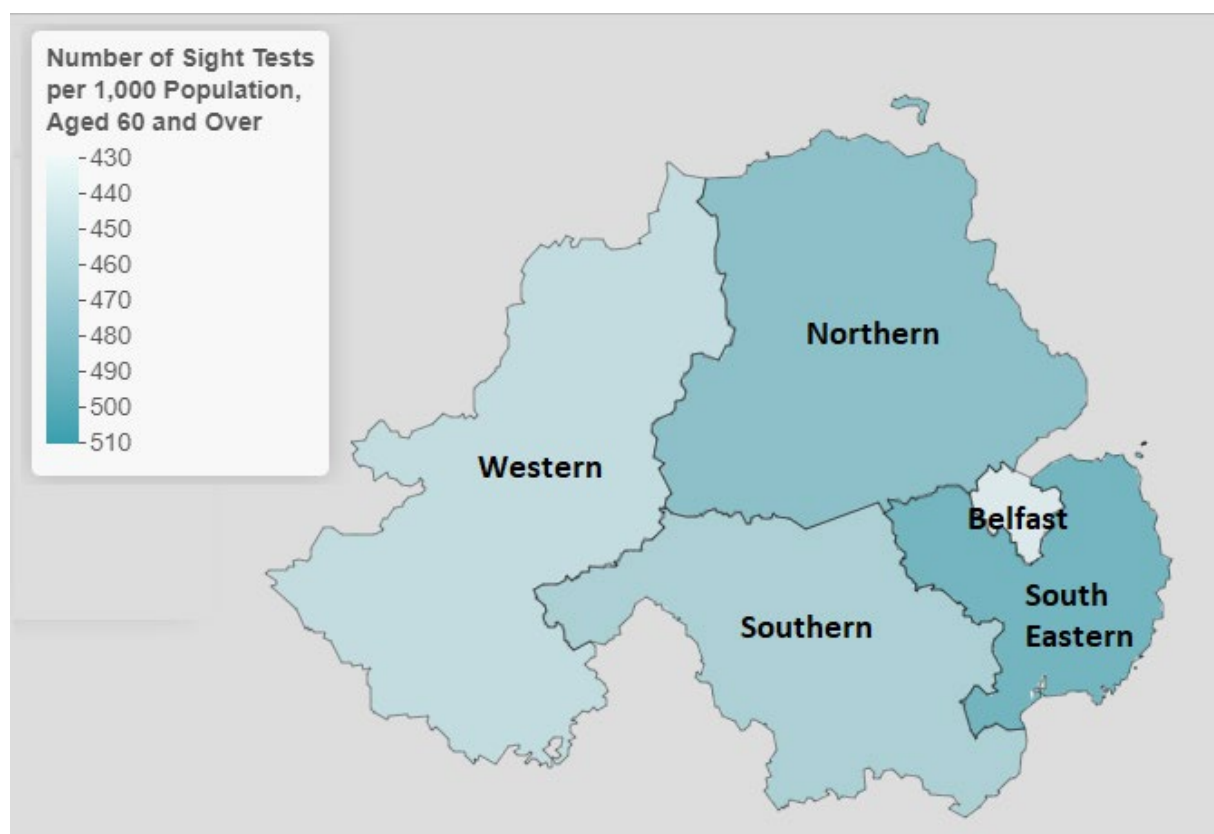 Number of Sight Tests
per 1,000 Population,
Aged 60 and Over
430
440
450
460
470
480
490
500
510
Northern
Western
Belfast
South
Eastern
Southern